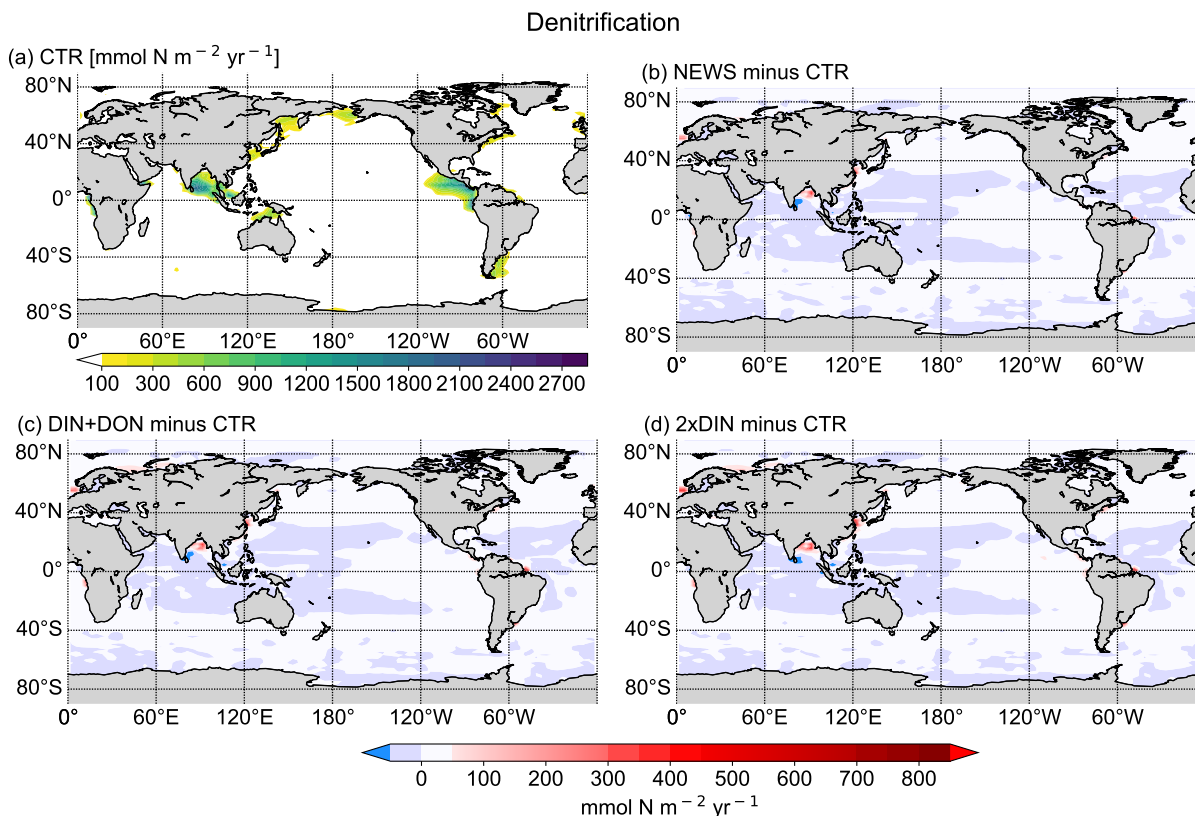 Denitrification
(a) CTR [mmol N m⁻² yr⁻¹]
80°N
40°N
0°
40°S
80°S
0° 60°E 120°E 180° 120°W 60°W
100 300 600 900 1200 1500 1800 2100 2400 2700
(b) NEWS minus CTR
80°N
40°N
0°
40°S
80°S
0° 60°E 120°E 180° 120°W 60°W
(c) DIN+DON minus CTR
80°N
40°N
0°
40°S
80°S
0° 60°E 120°E 180° 120°W 60°W
(d) 2xDIN minus CTR
80°N
40°N
0°
40°S
80°S
0° 60°E 120°E 180° 120°W 60°W
0 100 200 300 400 500 600 700 800
mmol N m⁻² yr⁻¹